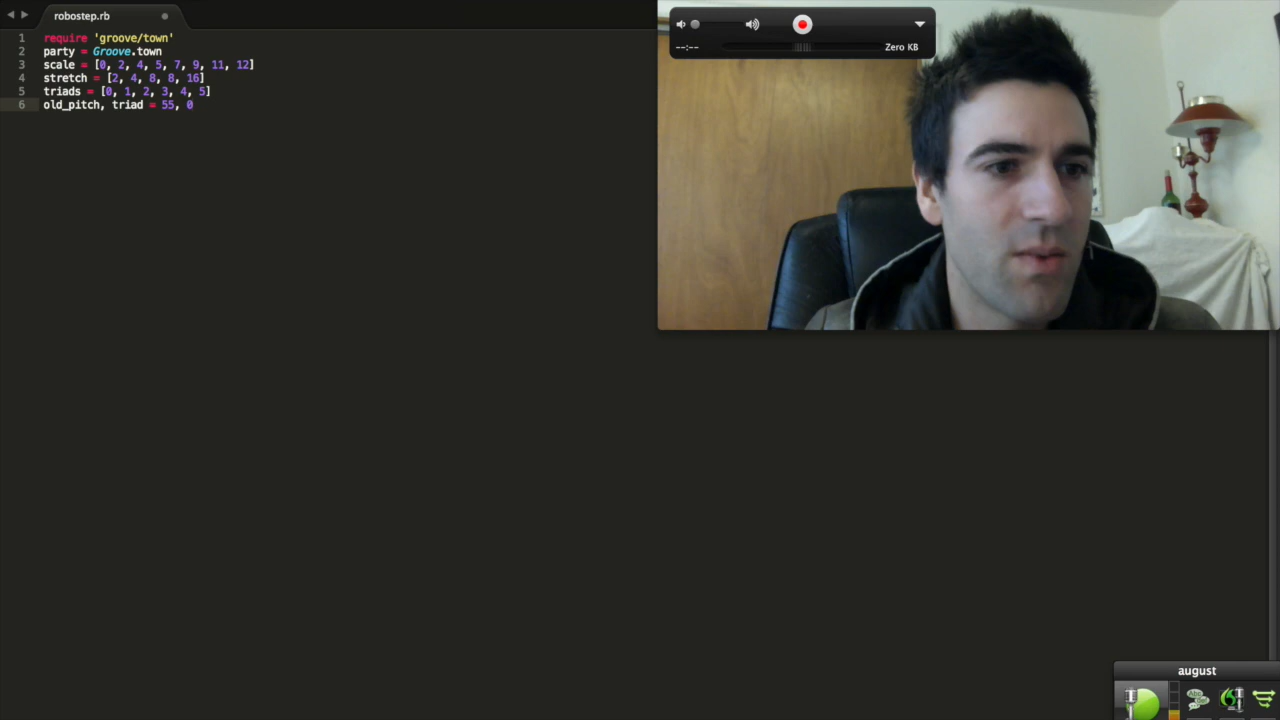 robostep.rb
1 require 'groove/town'
2 party = Groove.town
3 scale = [0, 2, 4, 5, 7, 9, 11, 12]
4 stretch = [2, 4, 8, 8, 16]
5 triads = [0, 1, 2, 3, 4, 5]
6 old_pitch, triad = 55, 0
--:-- Zero KB
august